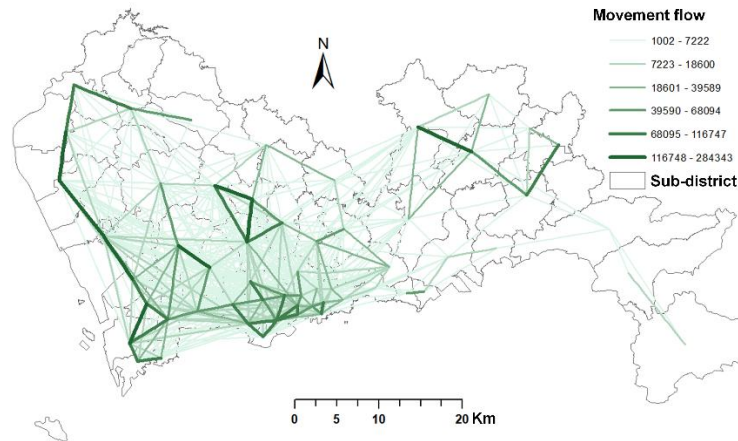 Movement flow
1002 - 7222
7223 - 18600
18601 - 39589
39590 - 68094
68095 - 116747
116748 - 284343
Sub-district
N
0 5 10 20 Km